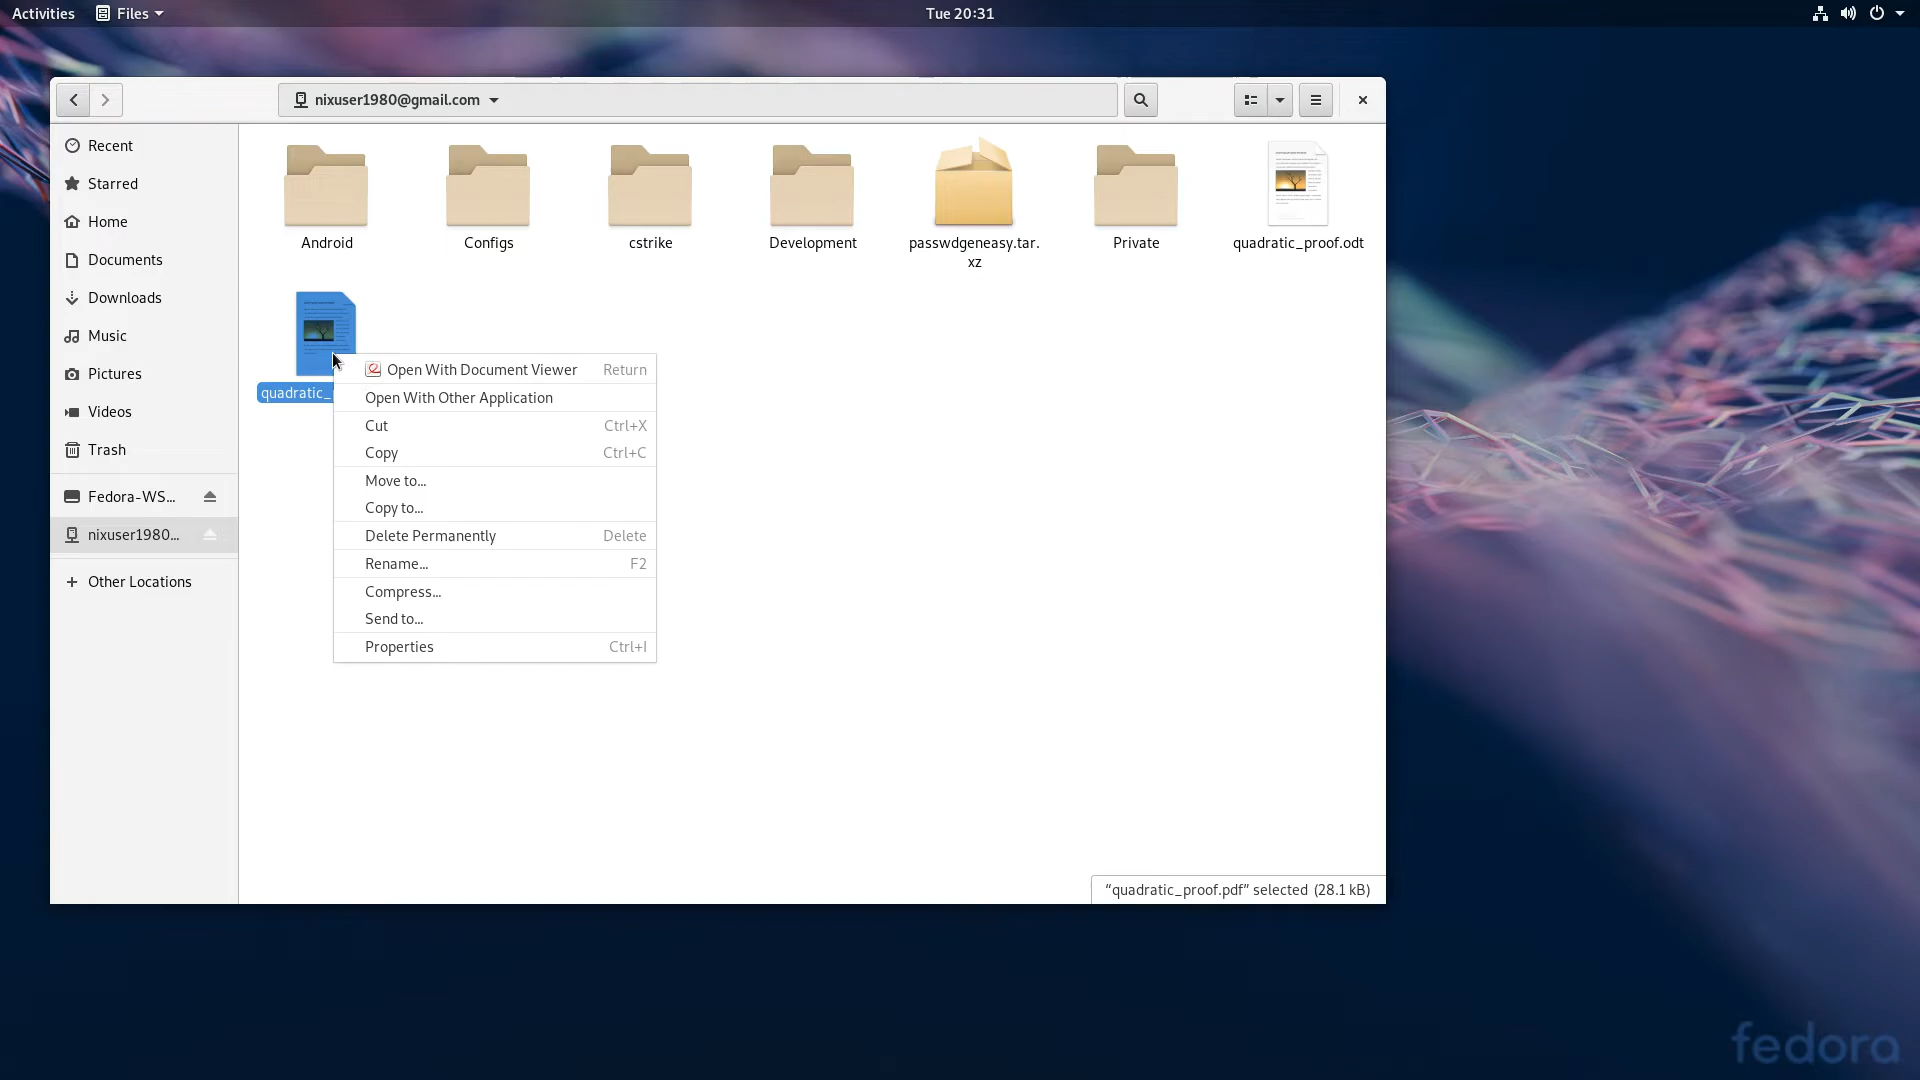 Activities Files Tue 20:31
nixuser1980@gmail.com
Recent
Starred
Home
Documents
Downloads
Music
Pictures
Videos
Trash
Fedora-WS...
nixuser1980...
+ Other Locations
Android Configs cstrike Development passwdgeneasy.tar. Private quadratic_proof.odt
xz
quadratic_
Open With Document Viewer Return
Open With Other Application
Cut Ctrl+X
Copy Ctrl+C
Move to...
Copy to...
Delete Permanently Delete
Rename... F2
Compress...
Send to...
Properties Ctrl+I
“quadratic_proof.pdf” selected (28.1 kB)
fedora